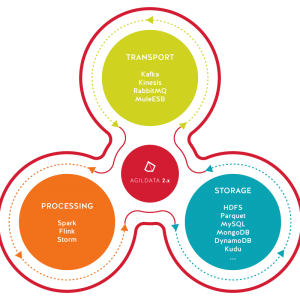 TRANSPORT
Kafka
Kinesis
RabbitMQ
MuleESB
AGILDATA 2.x
PROCESSING
Spark
Flink
Storm
STORAGE
HDFS
Parquet
MySQL
MongoDB
DynamoDB
Kudu
...